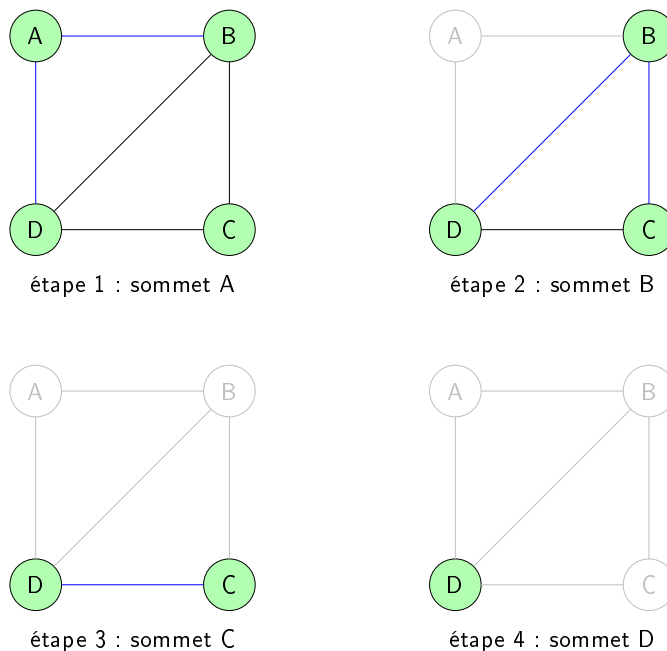 A B A B
D C D C
étape 1 : sommet A étape 2 : sommet B
A B A B
D C D C
étape 3 : sommet C étape 4 : sommet D